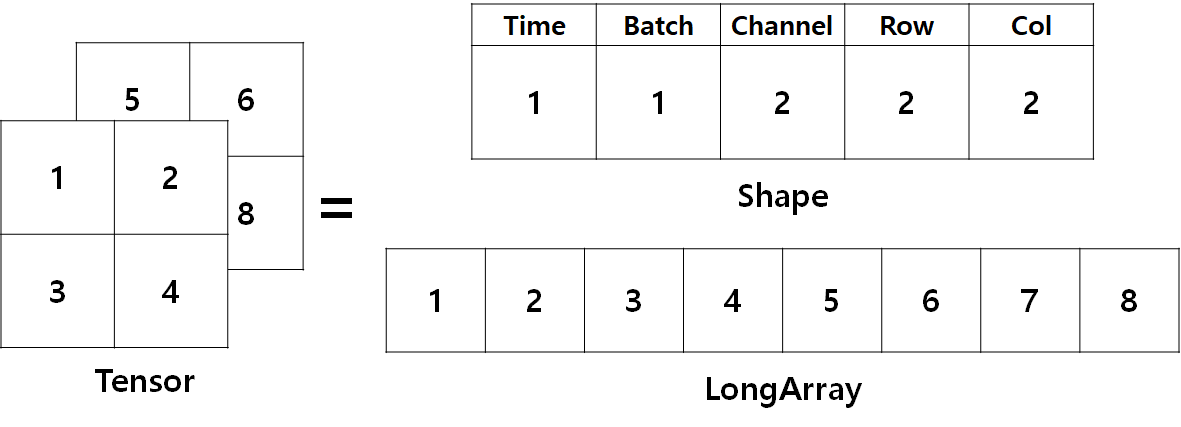 5 6
1 2
8
3 4
Tensor
=
Time Batch Channel Row Col
1 1 2 2 2
Shape
1 2 3 4 5 6 7 8
LongArray